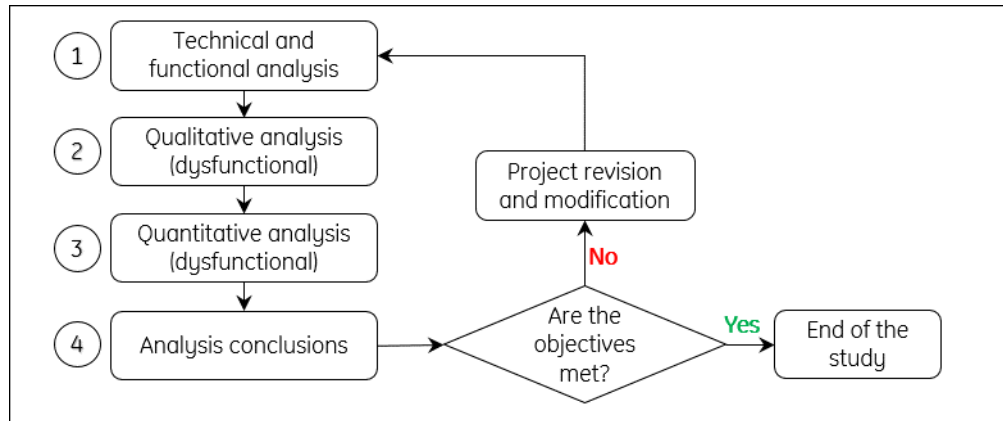 1
Technical and
functional analysis
2
Qualitative analysis
(dysfunctional)
3
Quantitative analysis
(dysfunctional)
4
Analysis conclusions
Are the
objectives
met?
No
Project revision
and modification
Yes
End of the
study